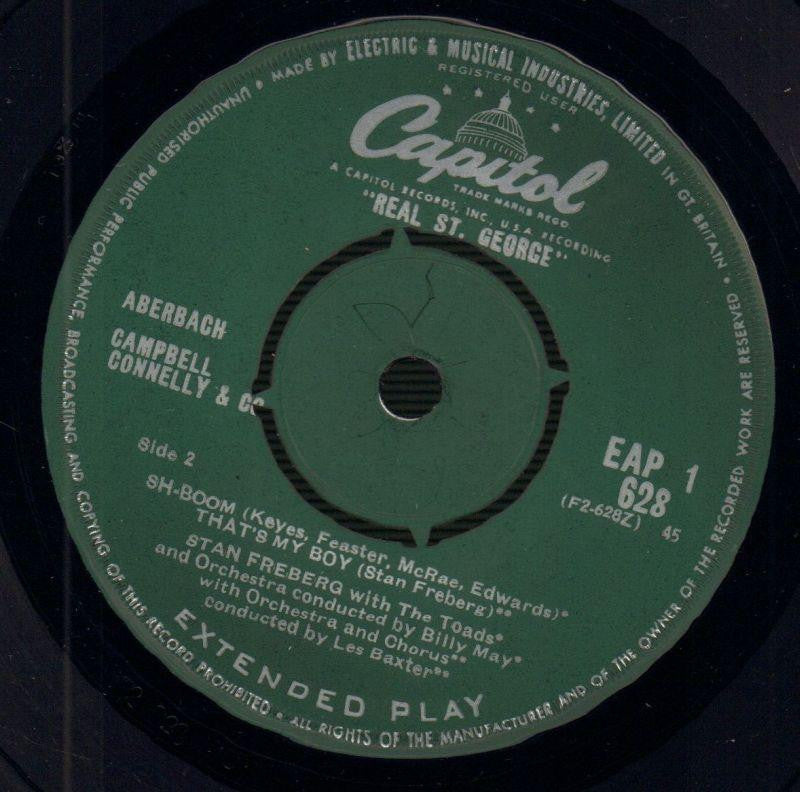 • MADE BY ELECTRIC & MUSICAL INDUSTRIES, LIMITED IN GT. BRITAIN •
REGISTERED USER
Capitol
TRADE MARKS REGD.
A CAPITOL RECORDS, INC., U.S.A. RECORDING
"REAL ST. GEORGE"
ABERBACH
CAMPBELL
CONNELLY & CO
Side 2
EAP 1
628
(F2-628Z) 45
SH-BOOM (Keyes, Feaster, McRae, Edwards)*
THAT'S MY BOY (Stan Freberg)**
STAN FREBERG with The Toads*
and Orchestra conducted by Billy May*
with Orchestra and Chorus**
conducted by Les Baxter**
EXTENDED PLAY
ALL RIGHTS OF THE MANUFACTURER AND OF THE OWNER OF THE RECORDED WORK ARE RESERVED
• UNAUTHORISED PUBLIC PERFORMANCE, BROADCASTING AND COPYING OF THIS RECORD PROHIBITED •